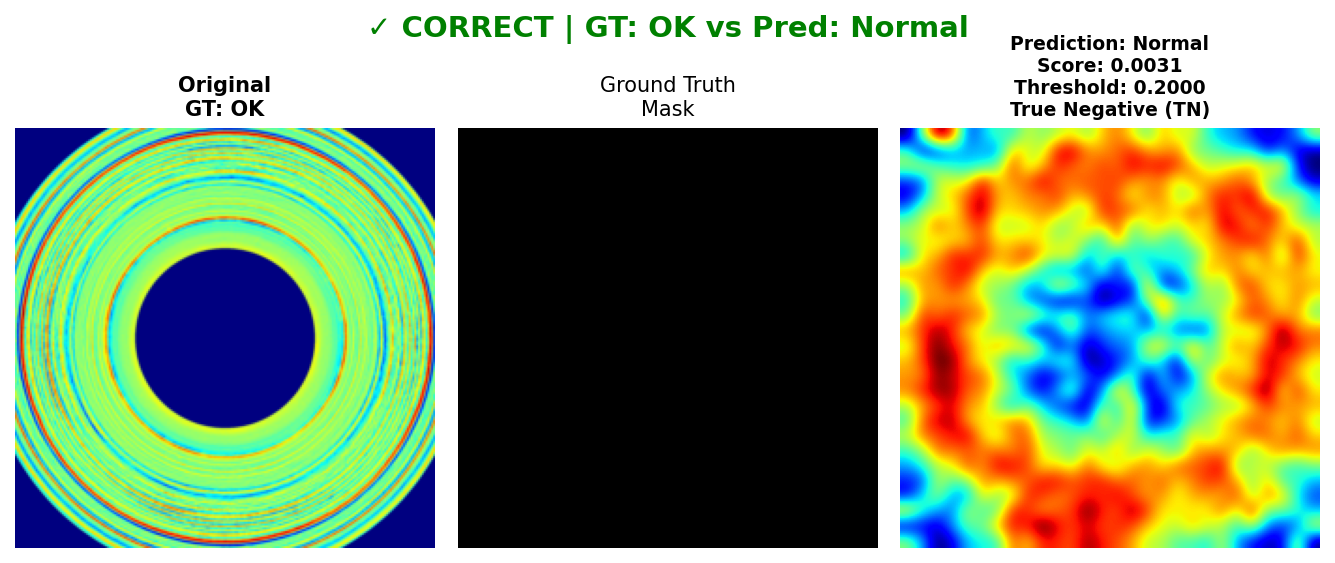 ✓ CORRECT | GT: OK vs Pred: Normal
Original
GT: OK
Ground Truth
Mask
Prediction: Normal
Score: 0.0031
Threshold: 0.2000
True Negative (TN)